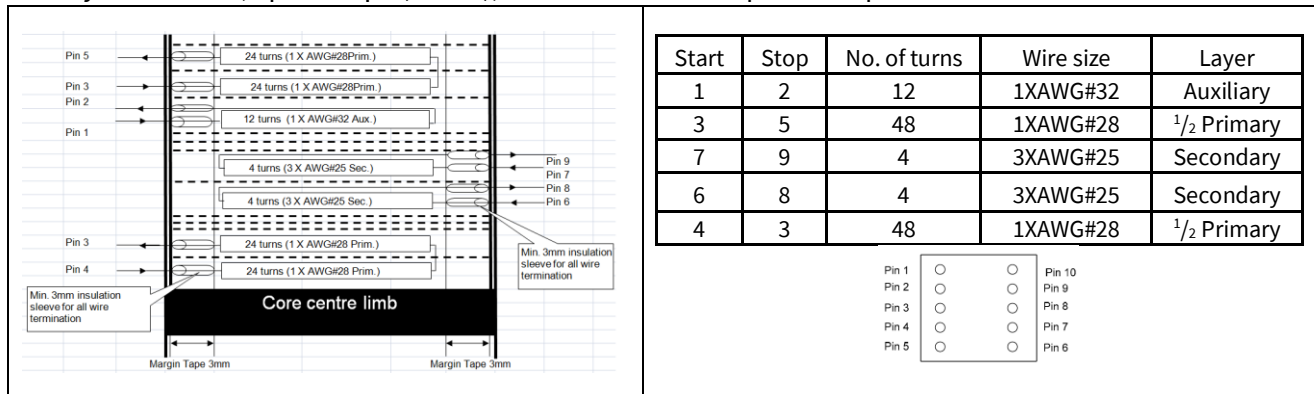 Pin 5
24 turns (1 X AWG#28Prim.)
Pin 3
24 turns (1 X AWG#28Prim.)
Pin 2
12 turns (1 X AWG#32 Aux.)
Pin 1
4 turns (3 X AWG#25 Sec.)
Pin 9
Pin 7
4 turns (3 X AWG#25 Sec.)
Pin 8
Pin 6
Pin 3
24 turns (1 X AWG#28 Prim.)
Pin 4
24 turns (1 X AWG#28 Prim.)
Min. 3mm insulation
sleeve for all wire
termination
Min. 3mm insulation
sleeve for all wire
termination
Core centre limb
Margin Tape 3mm
Margin Tape 3mm
Start Stop No. of turns Wire size Layer
1 2 12 1XAWG#32 Auxiliary
3 5 48 1XAWG#28 1/2 Primary
7 9 4 3XAWG#25 Secondary
6 8 4 3XAWG#25 Secondary
4 3 48 1XAWG#28 1/2 Primary
Pin 1 Pin 10
Pin 2 Pin 9
Pin 3 Pin 8
Pin 4 Pin 7
Pin 5 Pin 6